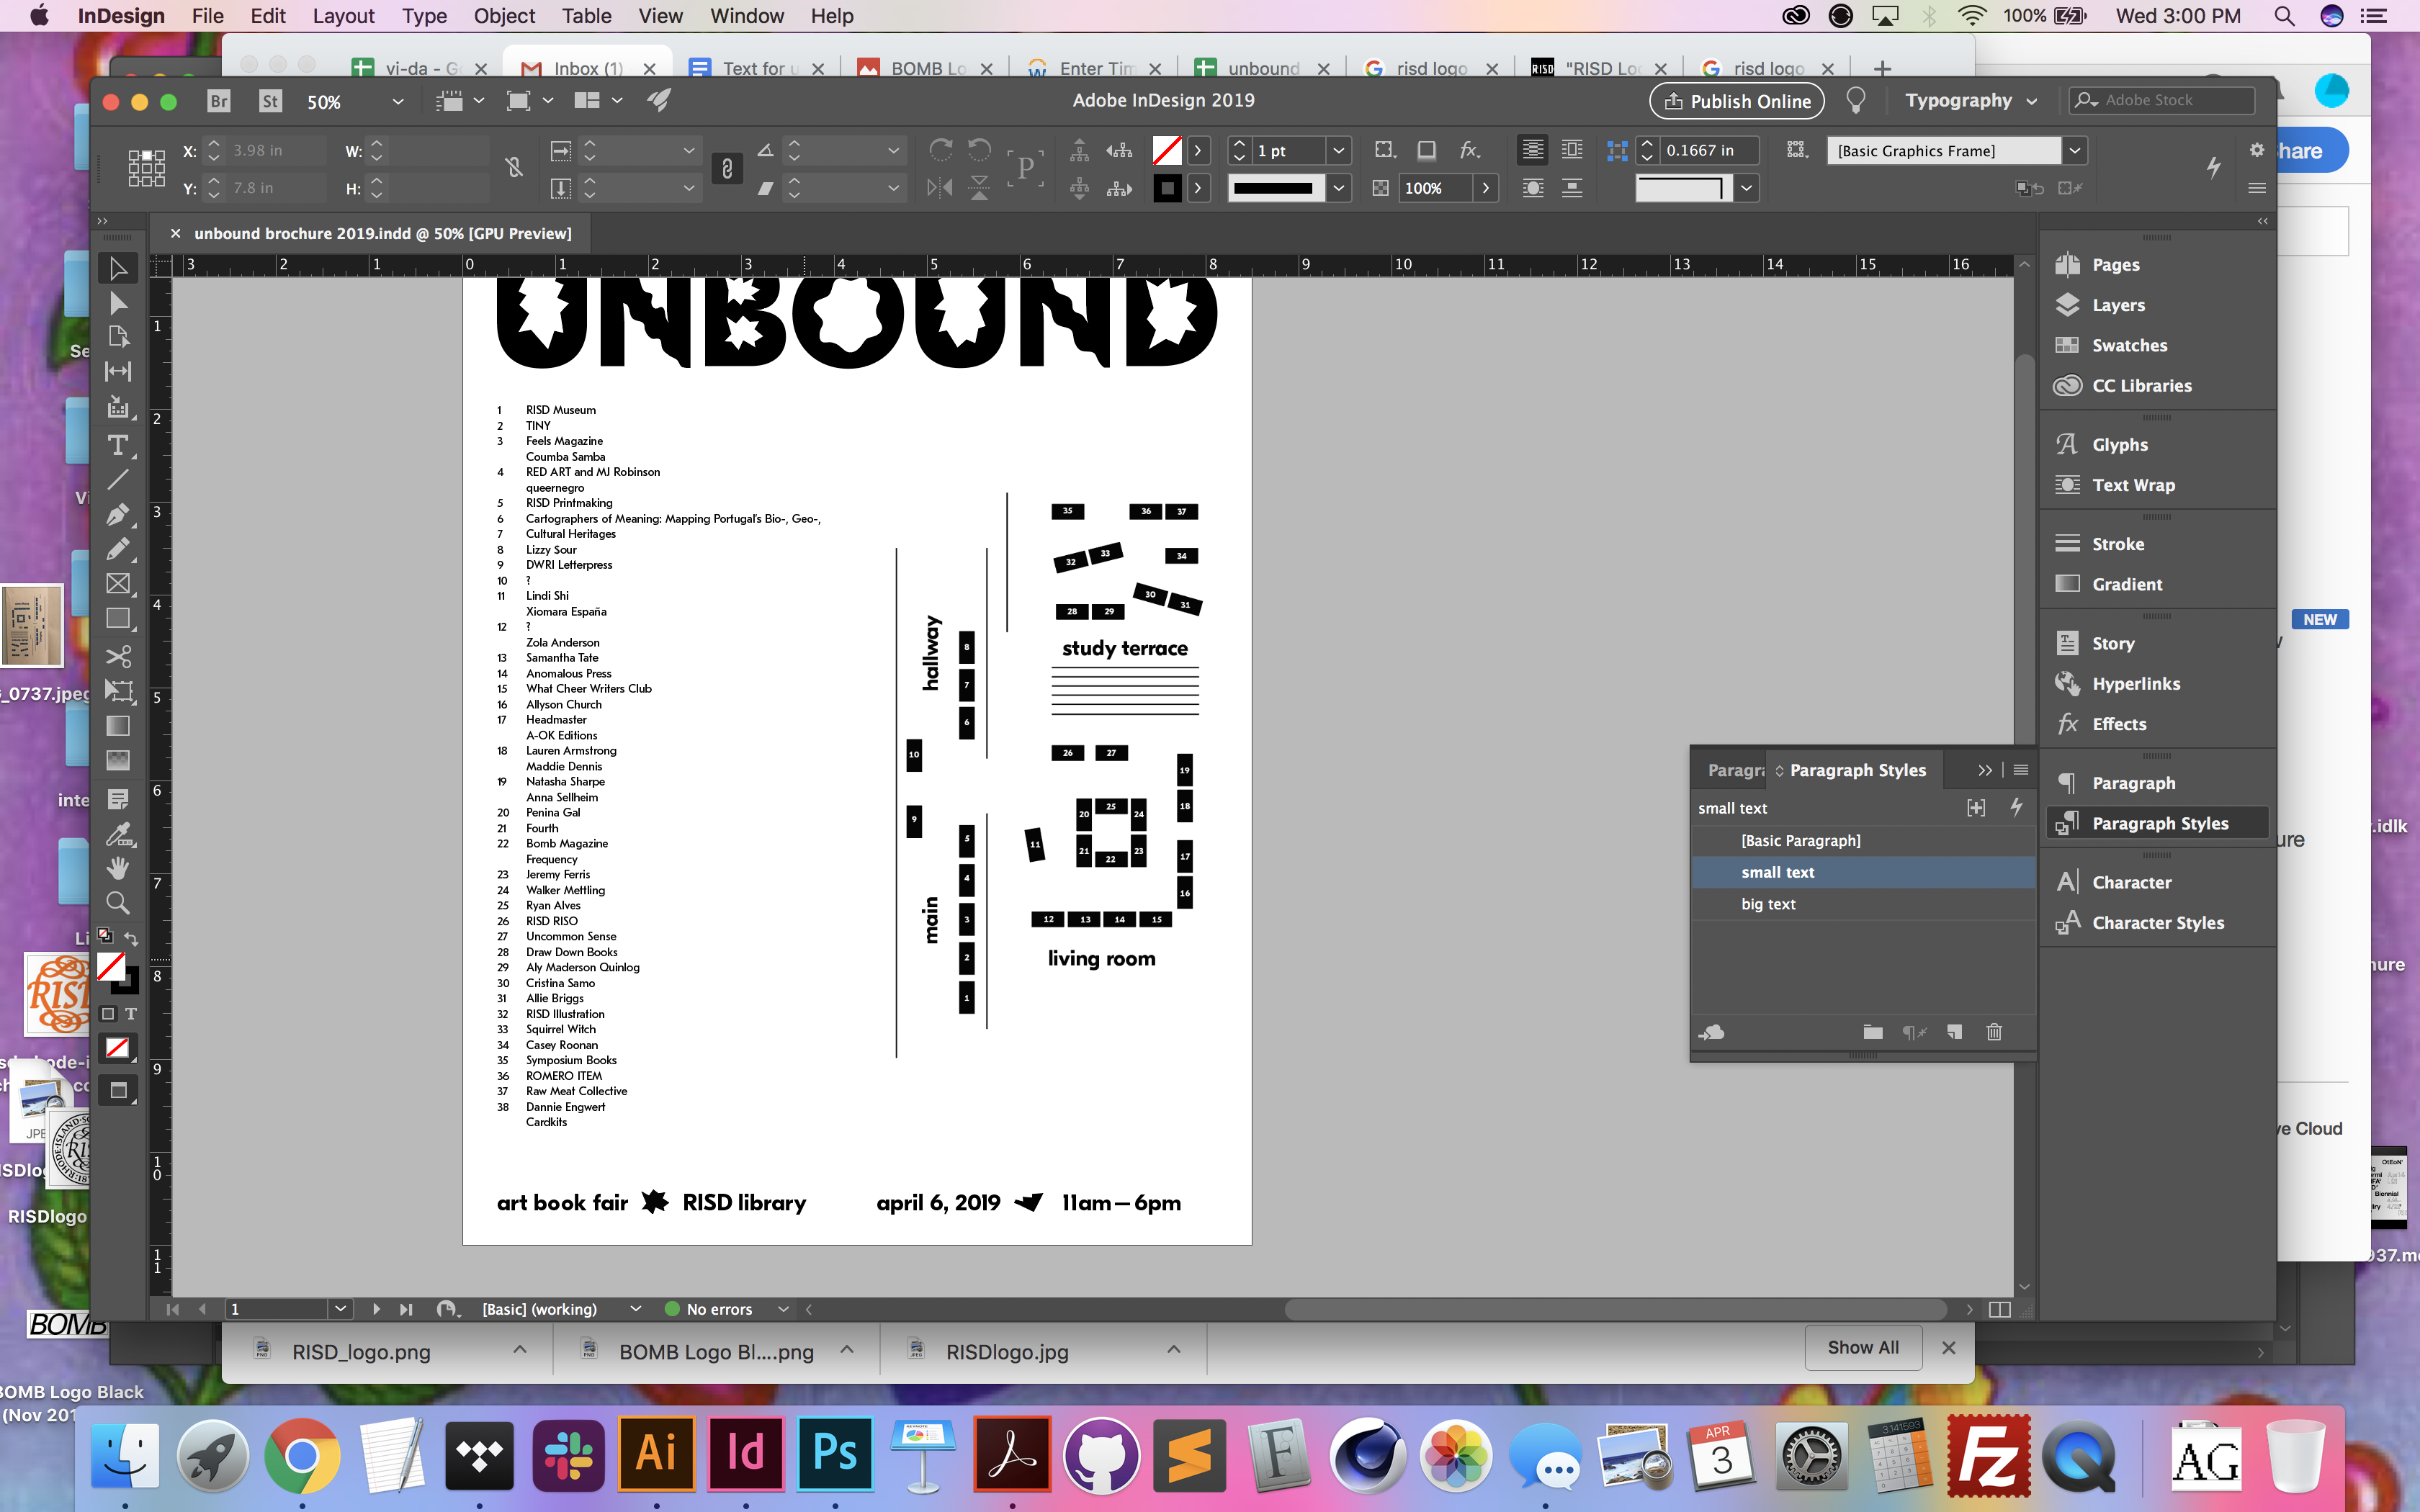 InDesign File Edit Layout Type Object Table View Window Help
100% Wed 3:00 PM
Inbox (1)
Text for
BOMB
unbound
risd logo
RISD
risd logo
Br St 50%
Adobe InDesign 2019
Publish Online
Typography
Adobe Stock
X: 3.98 in W:
Y: 7.8 in H:
1 pt
100%
0.1667 in
[Basic Graphics Frame]
unbound brochure 2019.indd @ 50% [GPU Preview]
3 2 1 0 1 2 3 4 5 6 7 8 9 10 11 12 13 14 15 16
UNBOUND
1 RISD Museum
2 TINY
3 Feels Magazine
Coumba Samba
4 RED ART and MJ Robinson
queernegro
5 RISD Printmaking
6 Cartographers of Meaning: Mapping Portugal's Bio-, Geo-,
7 Cultural Heritages
8 Lizzy Sour
9 DWRI Letterpress
10 ?
11 Lindi Shi
Xiomara España
12 ?
Zola Anderson
13 Samantha Tate
14 Anomalous Press
15 What Cheer Writers Club
16 Allyson Church
17 Headmaster
A-OK Editions
18 Lauren Armstrong
Maddie Dennis
19 Natasha Sharpe
Anna Sellheim
20 Penina Gal
21 Fourth
22 Bomb Magazine
Frequency
23 Jeremy Ferris
24 Walker Mettling
25 Ryan Alves
26 RISD RISO
27 Uncommon Sense
28 Draw Down Books
29 Aly Maderson Quinlog
30 Cristina Samo
31 Allie Briggs
32 RISD Illustration
33 Squirrel Witch
34 Casey Roonan
35 Symposium Books
36 ROMERO ITEM
37 Raw Meat Collective
38 Dannie Engwert
Cardkits
35 36 37
32 33 34
30 31
28 29
study terrace
hallway
8
7
6
10
26 27
19
18
20 25 24
9
11
21 22 23
17
16
5
4
3
2
1
main
12 13 14 15
living room
art book fair RISD library april 6, 2019 11am—6pm
Paragraph Styles
small text
[Basic Paragraph]
small text
big text
Pages
Layers
Swatches
CC Libraries
Glyphs
Text Wrap
Stroke
Gradient
Story
Hyperlinks
Effects
Paragraph
Paragraph Styles
Character
Character Styles
NEW
1 [Basic] (working) No errors
RISD_logo.png
BOMB Logo Bl....png
RISDlogo.jpg
Show All
BOMB
BOMB Logo Black
Ai Id Ps
APR
3
Fz
AG